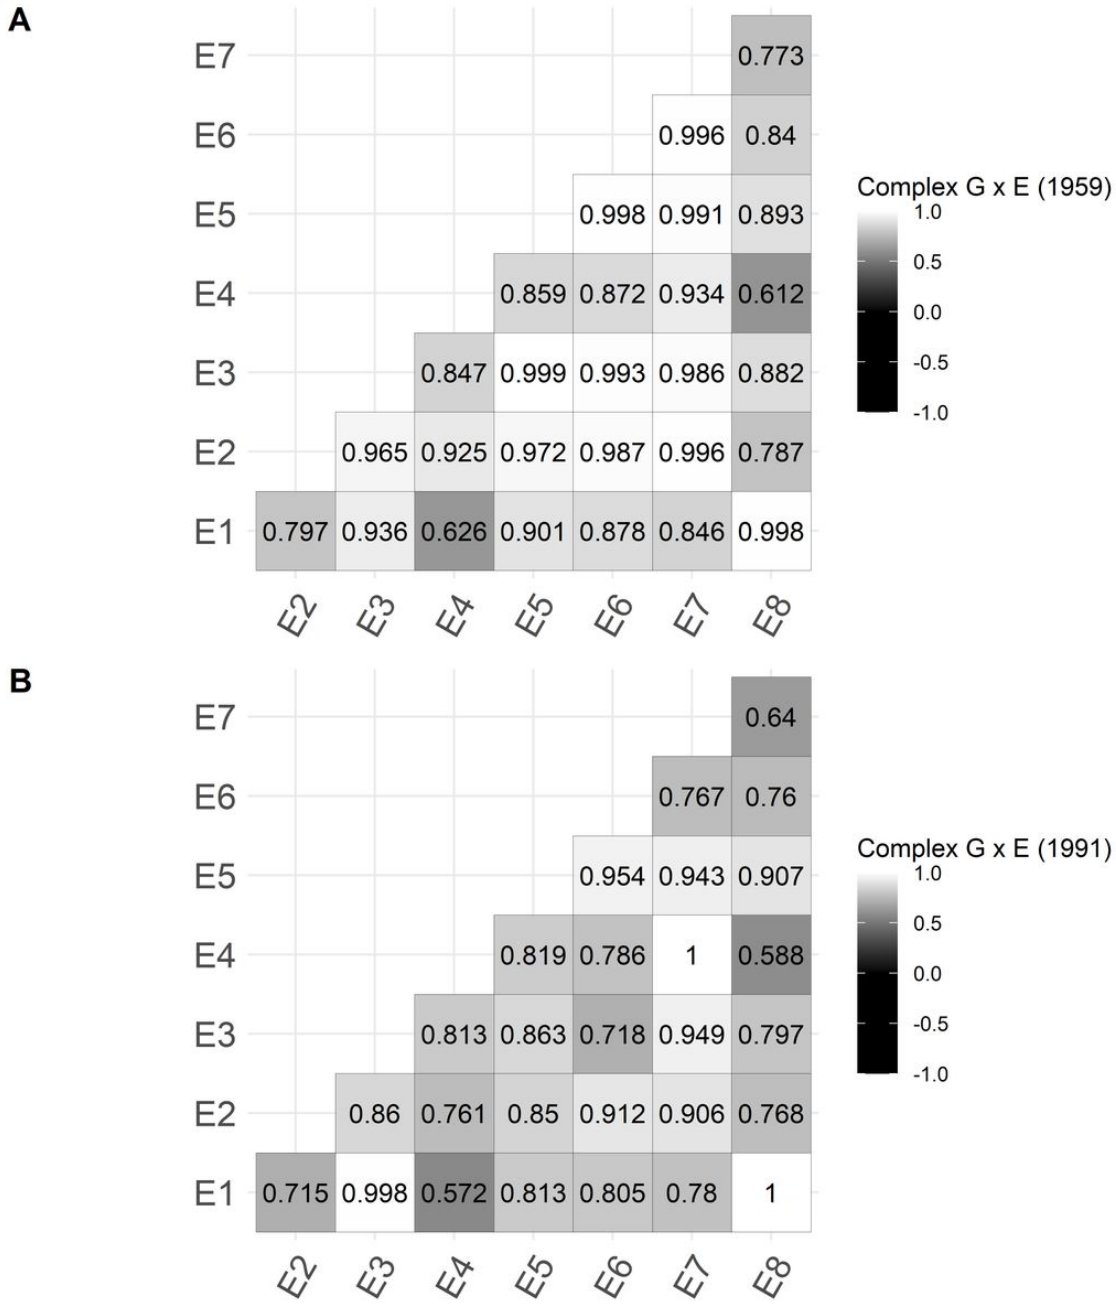 A
E7 0.773
E6 0.996 0.84
E5 0.998 0.991 0.893
E4 0.859 0.872 0.934 0.612
E3 0.847 0.999 0.993 0.986 0.882
E2 0.965 0.925 0.972 0.987 0.996 0.787
E1 0.797 0.936 0.626 0.901 0.878 0.846 0.998
E2 E3 E4 E5 E6 E7 E8
Complex G x E (1959)
1.0
0.5
0.0
-0.5
-1.0
B
E7 0.64
E6 0.767 0.76
E5 0.954 0.943 0.907
E4 0.819 0.786 1 0.588
E3 0.813 0.863 0.718 0.949 0.797
E2 0.86 0.761 0.85 0.912 0.906 0.768
E1 0.715 0.998 0.572 0.813 0.805 0.78 1
E2 E3 E4 E5 E6 E7 E8
Complex G x E (1991)
1.0
0.5
0.0
-0.5
-1.0